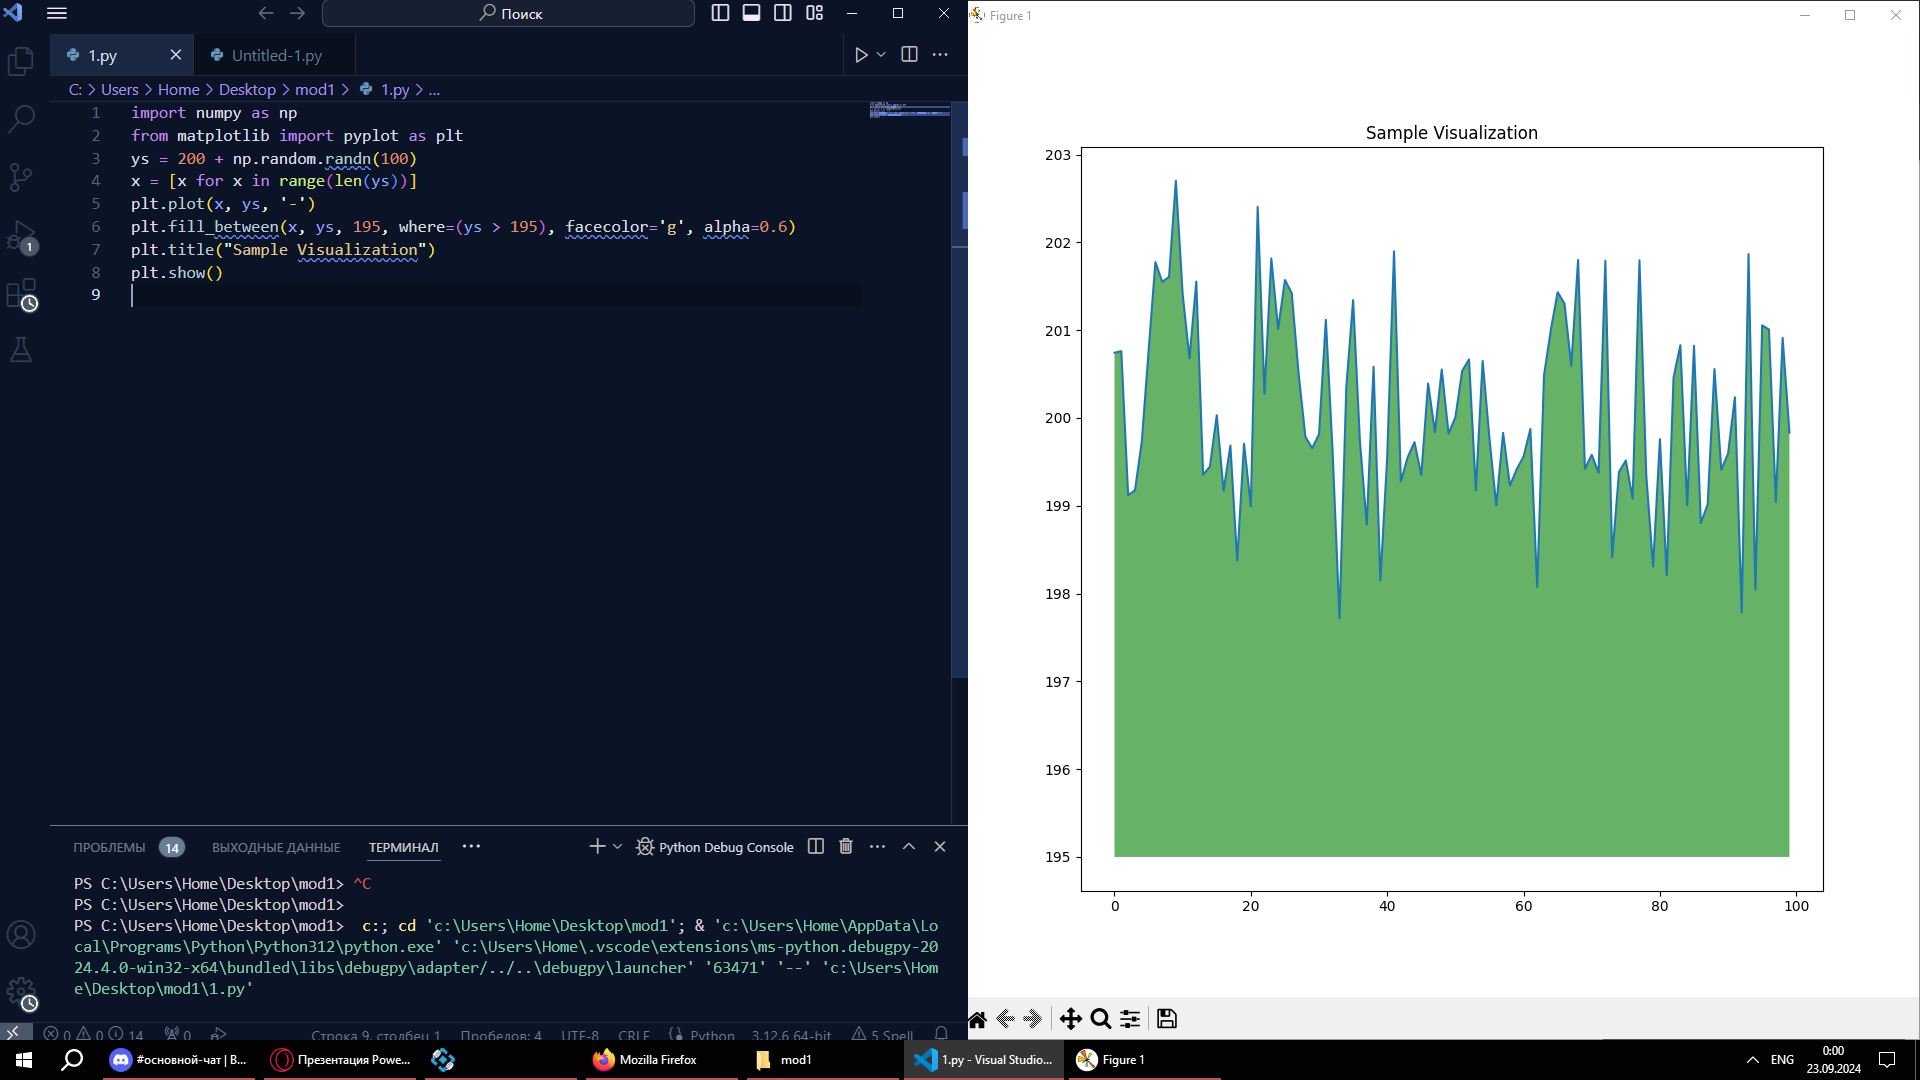 Поиск
1.py
Untitled-1.py
C: > Users > Home > Desktop > mod1 > 1.py > ...
1 import numpy as np
2 from matplotlib import pyplot as plt
3 ys = 200 + np.random.randn(100)
4 x = [x for x in range(len(ys))]
5 plt.plot(x, ys, '-')
6 plt.fill_between(x, ys, 195, where=(ys > 195), facecolor='g', alpha=0.6)
7 plt.title("Sample Visualization")
8 plt.show()
9
1
ПРОБЛЕМЫ 14 ВЫХОДНЫЕ ДАННЫЕ ТЕРМИНАЛ ... Python Debug Console
PS C:\Users\Home\Desktop\mod1> ^C
PS C:\Users\Home\Desktop\mod1>
PS C:\Users\Home\Desktop\mod1>  c:; cd 'c:\Users\Home\Desktop\mod1'; & 'c:\Users\Home\AppData\Lo
cal\Programs\Python\Python312\python.exe' 'c:\Users\Home\.vscode\extensions\ms-python.debugpy-20
24.4.0-win32-x64\bundled\libs\debugpy\adapter/../..\debugpy\launcher' '63471' '--' 'c:\Users\Hom
e\Desktop\mod1\1.py'
0 0 14 0 Строка 9, столбец 1 Пробелов: 4 UTF-8 CRLF Python 3.12.6 64-bit 5 Spell
Figure 1
Sample Visualization
203
202
201
200
199
198
197
196
195
0 20 40 60 80 100
#основной-чат | B... Презентация Powe... Mozilla Firefox mod1 1.py - Visual Studio... Figure 1 ENG
0:00
23.09.2024